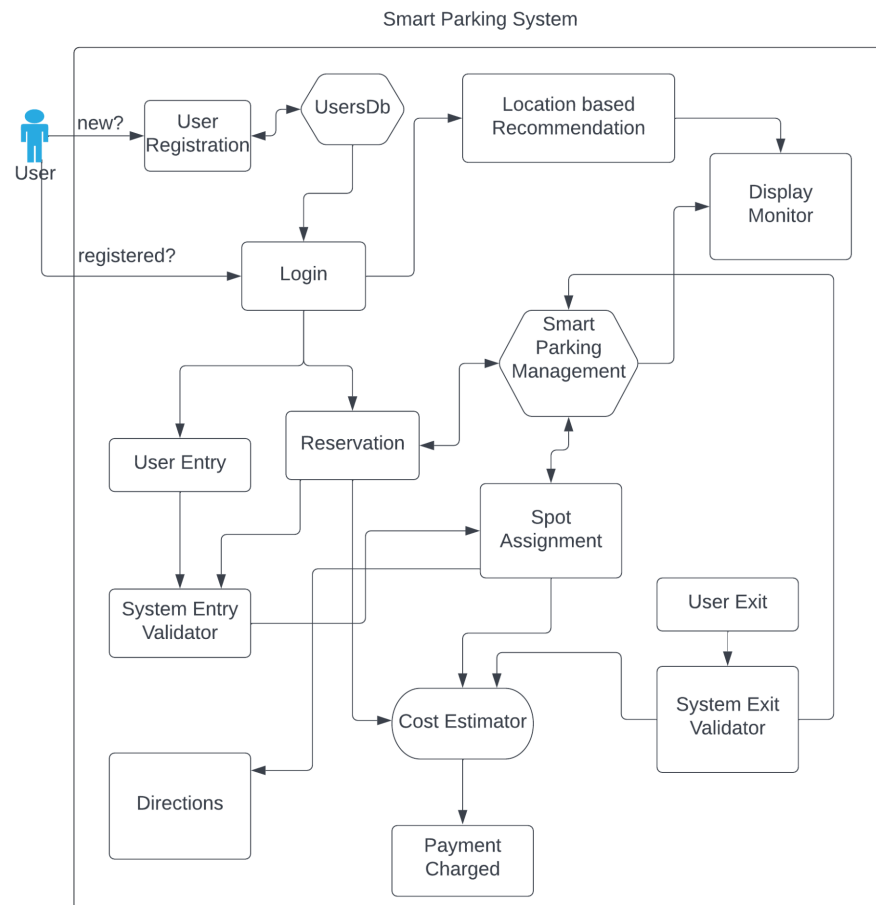 Smart Parking System
new?
User
Registration
UsersDb
Location based
Recommendation
User
Display
Monitor
registered?
Login
Smart
Parking
Management
User Entry
Reservation
Spot
Assignment
System Entry
Validator
User Exit
Cost Estimator
System Exit
Validator
Directions
Payment
Charged